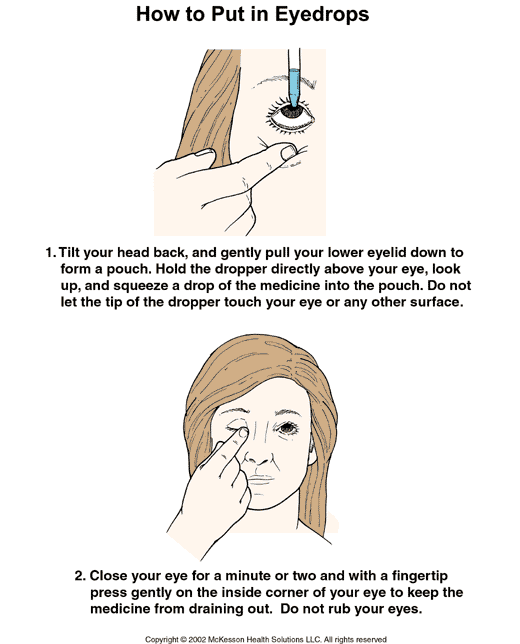 How to Put in Eyedrops
1. Tilt your head back, and gently pull your lower eyelid down to
form a pouch. Hold the dropper directly above your eye, look
up, and squeeze a drop of the medicine into the pouch. Do not
let the tip of the dropper touch your eye or any other surface.
2. Close your eye for a minute or two and with a fingertip
press gently on the inside corner of your eye to keep the
medicine from draining out. Do not rub your eyes.
Copyright © 2002 McKesson Health Solutions LLC. All rights reserved